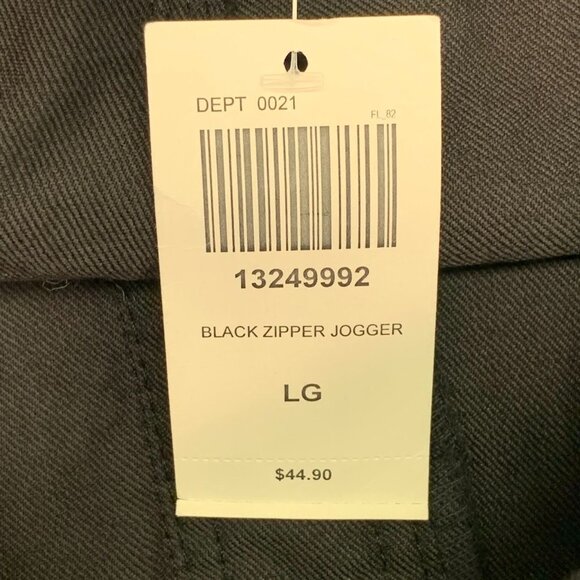 DEPT 0021
FL_82
13249992
BLACK ZIPPER JOGGER
LG
$44.90